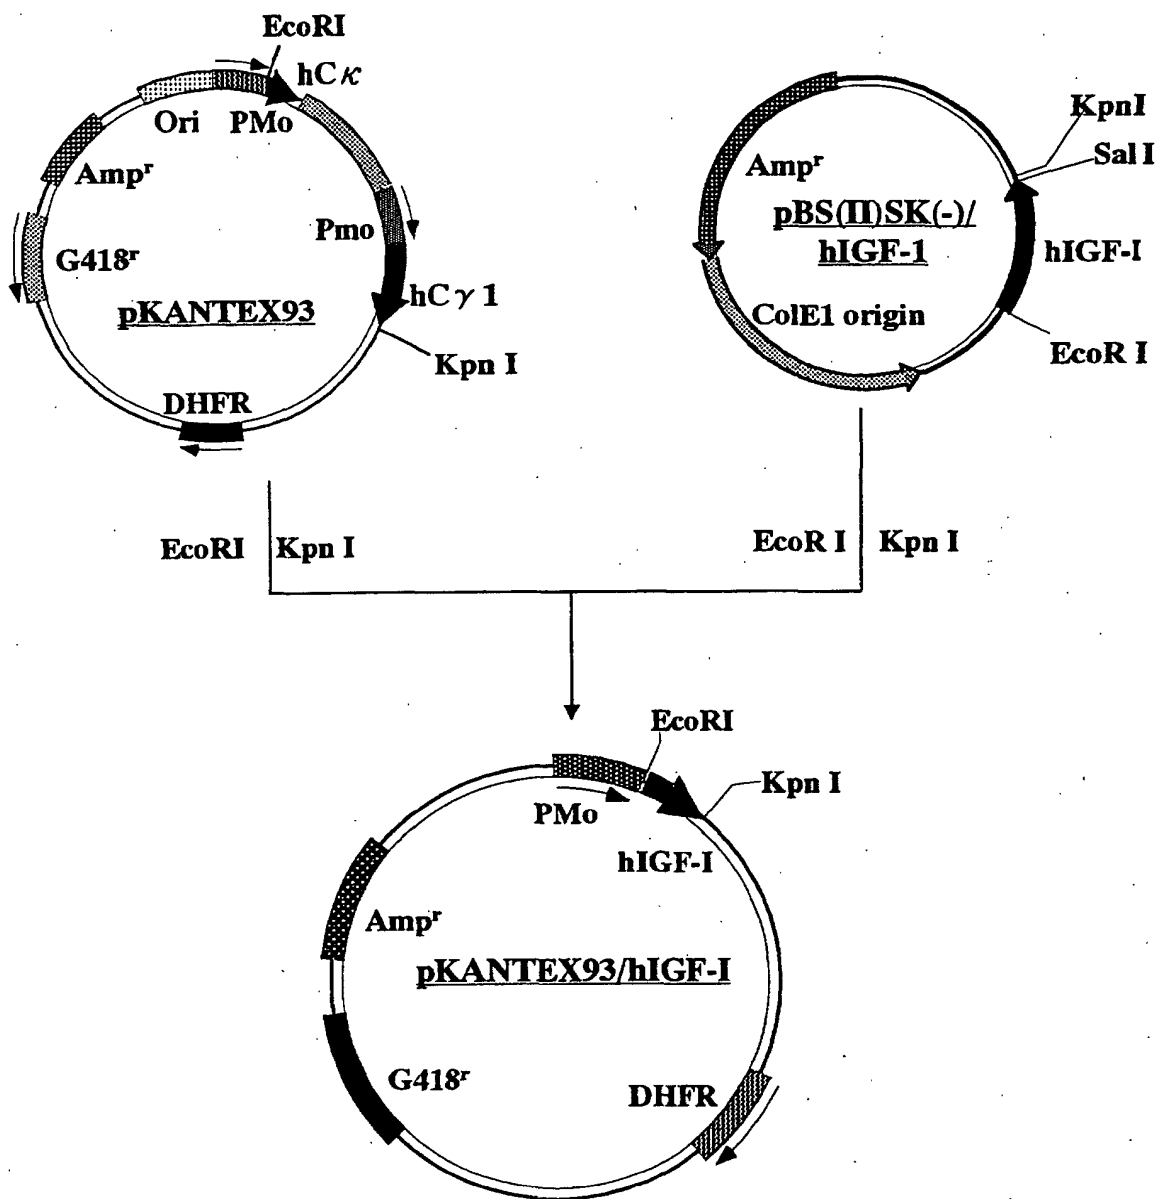 EcoRI
hCκ
Ori
PMo
Ampʳ
Pmo
G418ʳ
pKANTEX93
hCγ1
Kpn I
DHFR
KpnI
Sal I
Ampʳ
pBS(II)SK(-)/
hIGF-1
hIGF-I
ColE1 origin
EcoR I
EcoRI
Kpn I
EcoR I
Kpn I
EcoRI
Kpn I
PMo
hIGF-I
Ampʳ
pKANTEX93/hIGF-I
G418ʳ
DHFR